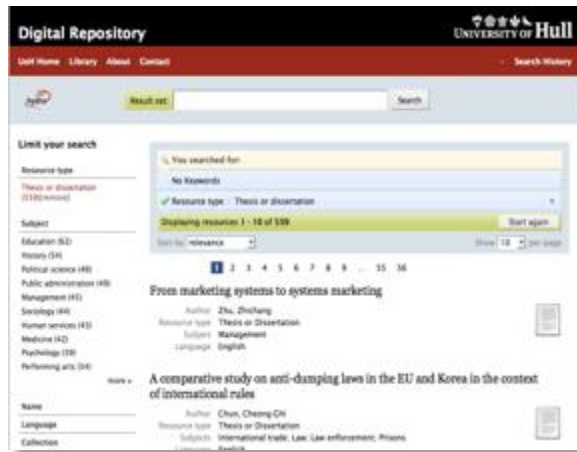 Digital Repository
UNIVERSITY OF Hull
UoH Home Library About Contact
Search History
hydra
Result set:
Search
Limit your search
Resource type
Thesis or dissertation
(559)[remove]
Subject
Education (62)
History (54)
Political science (49)
Public administration (49)
Management (45)
Sociology (44)
Human services (43)
Medicine (42)
Psychology (39)
Performing arts (34)
more »
Name
Language
Collection
You searched for:
No Keywords
Resource type Thesis or dissertation
Displaying resources 1 - 10 of 559
Start again
Sort by relevance
Show 10 per page
1 2 3 4 5 6 7 8 9 ... 55 56
From marketing systems to systems marketing
Author Zhu, Zhichang
Resource type Thesis or Dissertation
Subject Management
Language English
A comparative study on anti-dumping laws in the EU and Korea in the context
of international rules
Author Chun, Cheong-Ghi
Resource type Thesis or Dissertation
Subjects International trade; Law; Law enforcement; Prisons
Language English